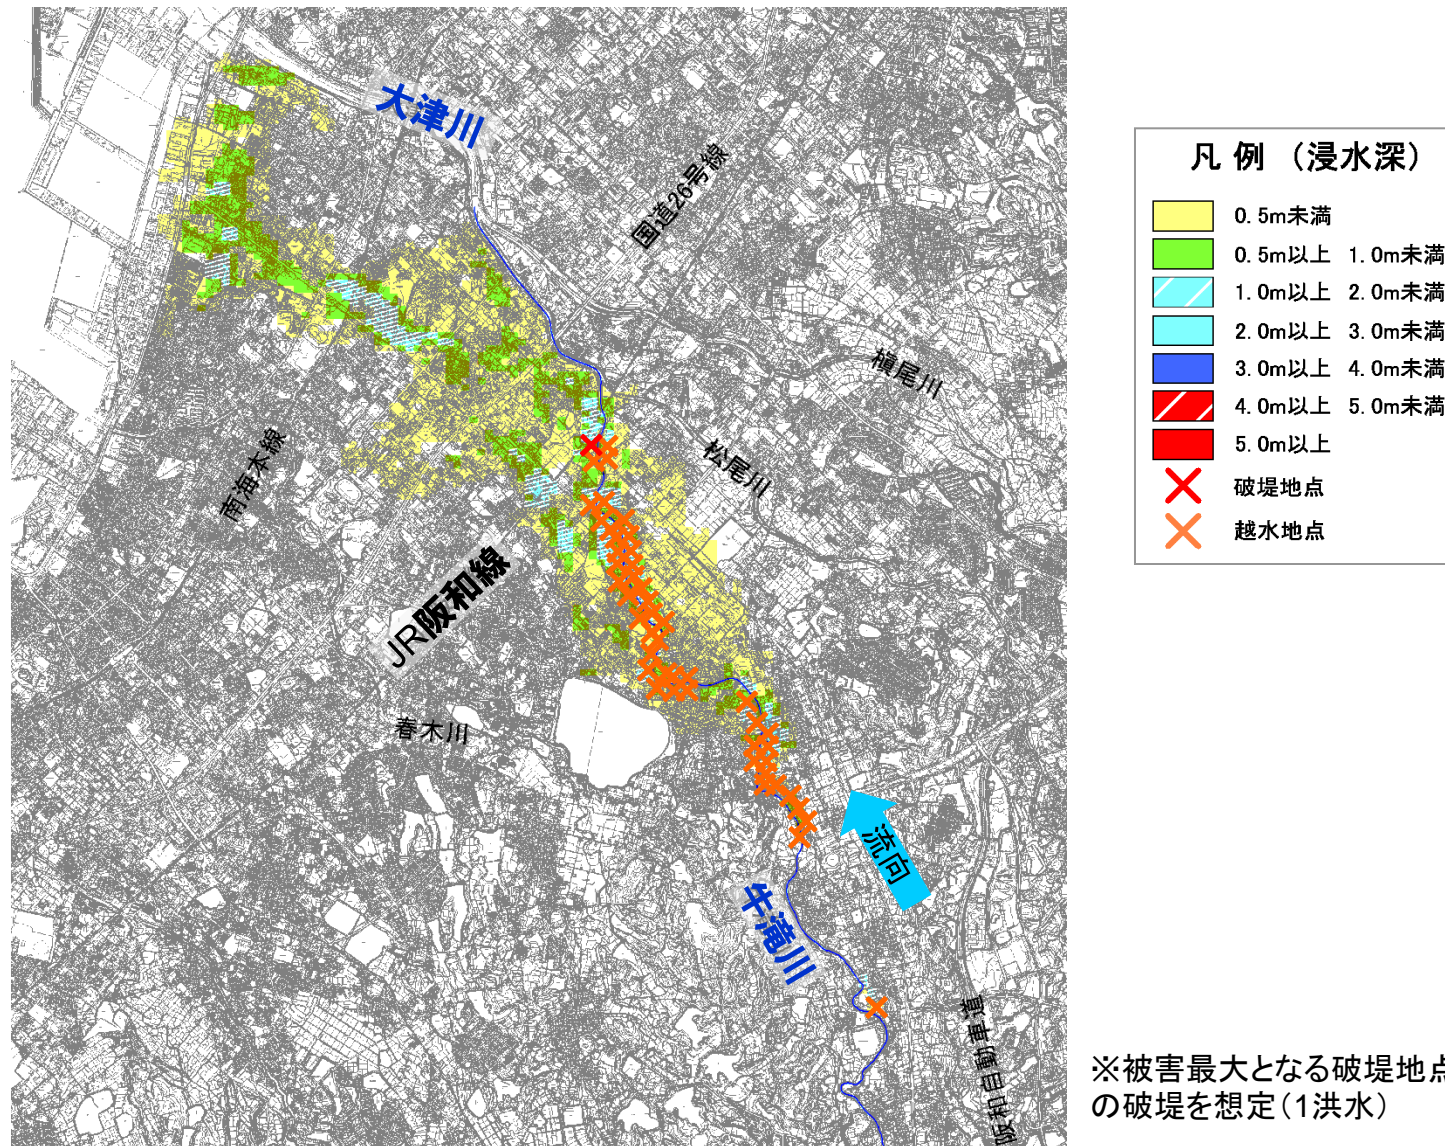 大津川
国道26号線
槇尾川
松尾川
南海本線
JR阪和線
春木川
流向
牛滝川
阪和自動車道
凡 例 （浸水深）
0.5m未満
0.5m以上 1.0m未満
1.0m以上 2.0m未満
2.0m以上 3.0m未満
3.0m以上 4.0m未満
4.0m以上 5.0m未満
5.0m以上
破堤地点
越水地点
※被害最大となる破堤地点
の破堤を想定（1洪水）